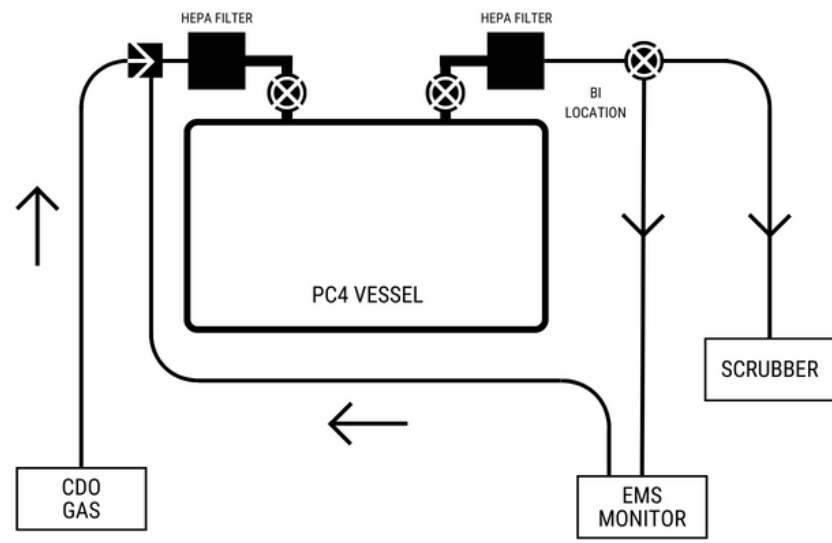 HEPA FILTER
HEPA FILTER
BI
LOCATION
PC4 VESSEL
SCRUBBER
CDO
GAS
EMS
MONITOR